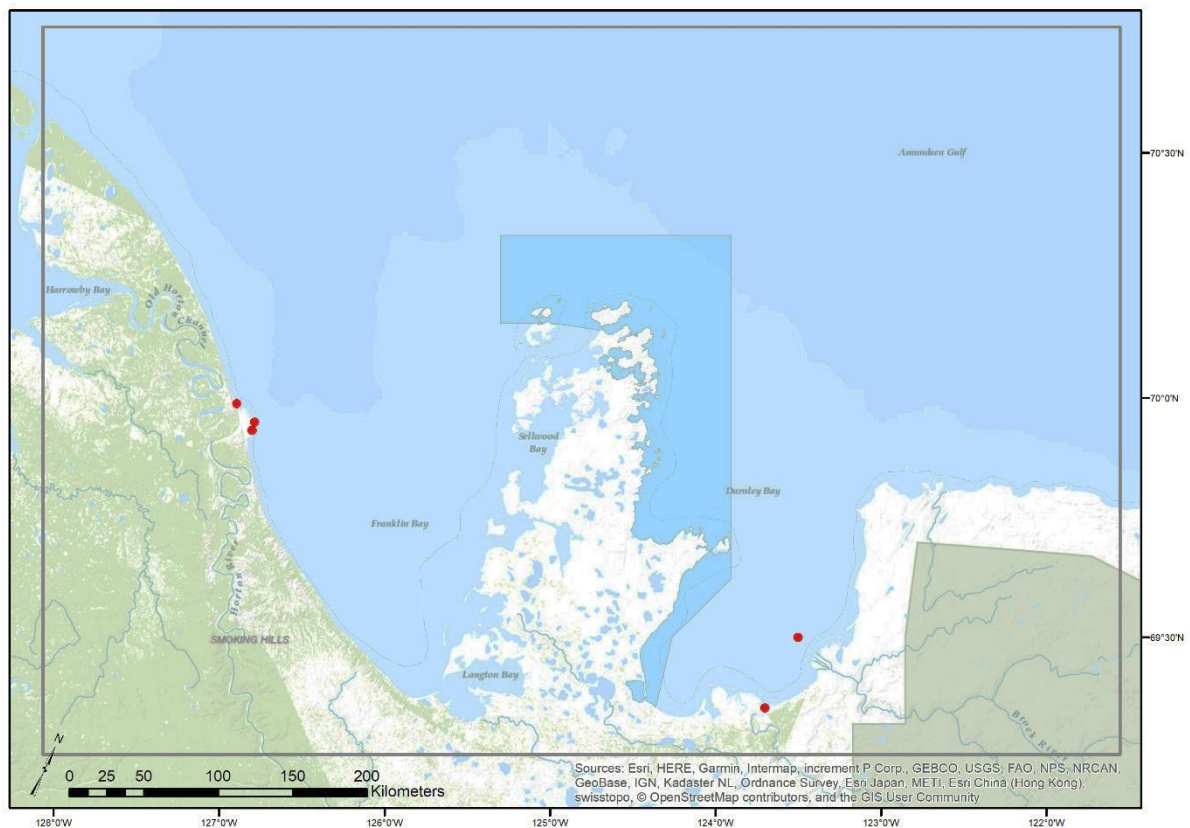 Amundsen Gulf
70°30'N
Harrowby Bay
Old Horton Channel
70°0'N
Sellwood
Bay
Darnley Bay
Franklin Bay
Horton River
SMOKING HILLS
69°30'N
Langton Bay
Brock River
N
0 25 50 100 150 200
Kilometers
Sources: Esri, HERE, Garmin, Intermap, increment P Corp., GEBCO, USGS, FAO, NPS, NRCAN,
GeoBase, IGN, Kadaster NL, Ordnance Survey, Esri Japan, METI, Esri China (Hong Kong),
swisstopo, © OpenStreetMap contributors, and the GIS User Community
128°0'W 127°0'W 126°0'W 125°0'W 124°0'W 123°0'W 122°0'W